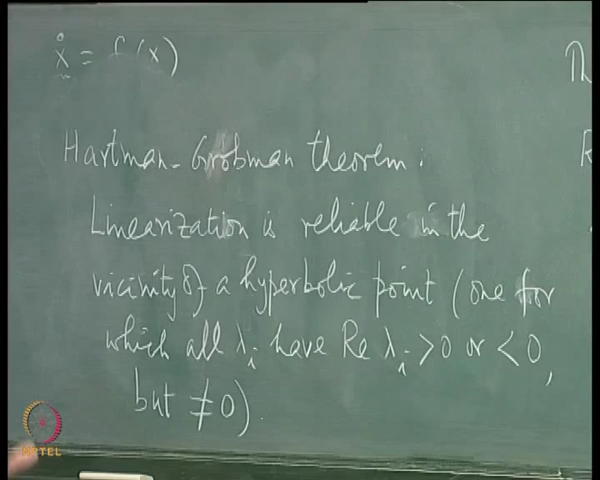 ẋ = f(x)
Hartman-Grobman theorem:
Linearization is reliable in the
vicinity of a hyperbolic point (one for
which all λi have Re λi >0 or <0,
but ≠0).
NPTEL